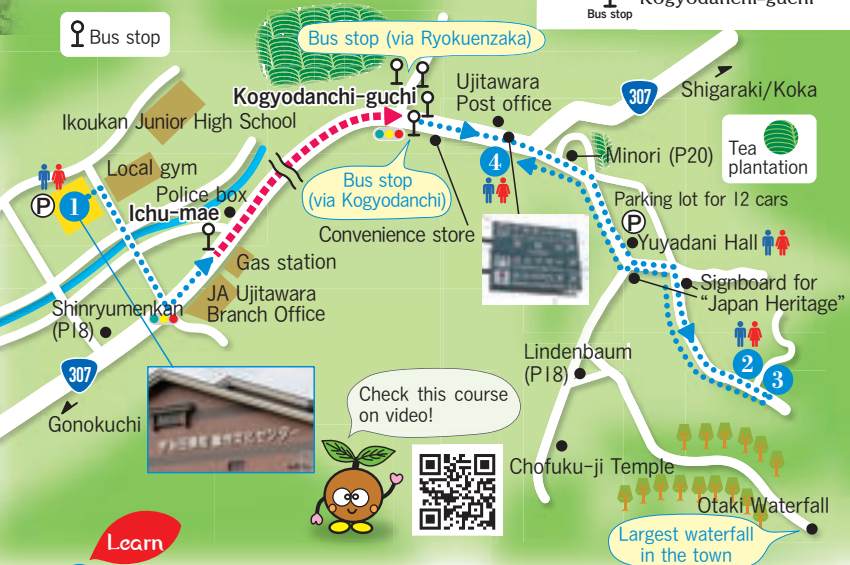 Kogyodanchi-guchi
Bus stop
Bus stop
Bus stop (via Ryokuenzaka)
Kogyodanchi-guchi
Ujitawara
Post office
307
Shigaraki/Koka
Ikoukan Junior High School
Tea
plantation
Local gym
4
Minori (P20)
Police box
Bus stop
(via Kogyodanchi)
P
1
Ichu-mae
Parking lot for 12 cars
P
Convenience store
Yuyadani Hall
Gas station
Signboard for
"Japan Heritage"
JA Ujitawara
Branch Office
Shinryumenkan
(P18)
307
Gonokuchi
Lindenbaum
(P18)
2
3
Check this course
on video!
Chofuku-ji Temple
Otaki Waterfall
Largest waterfall
in the town
Learn